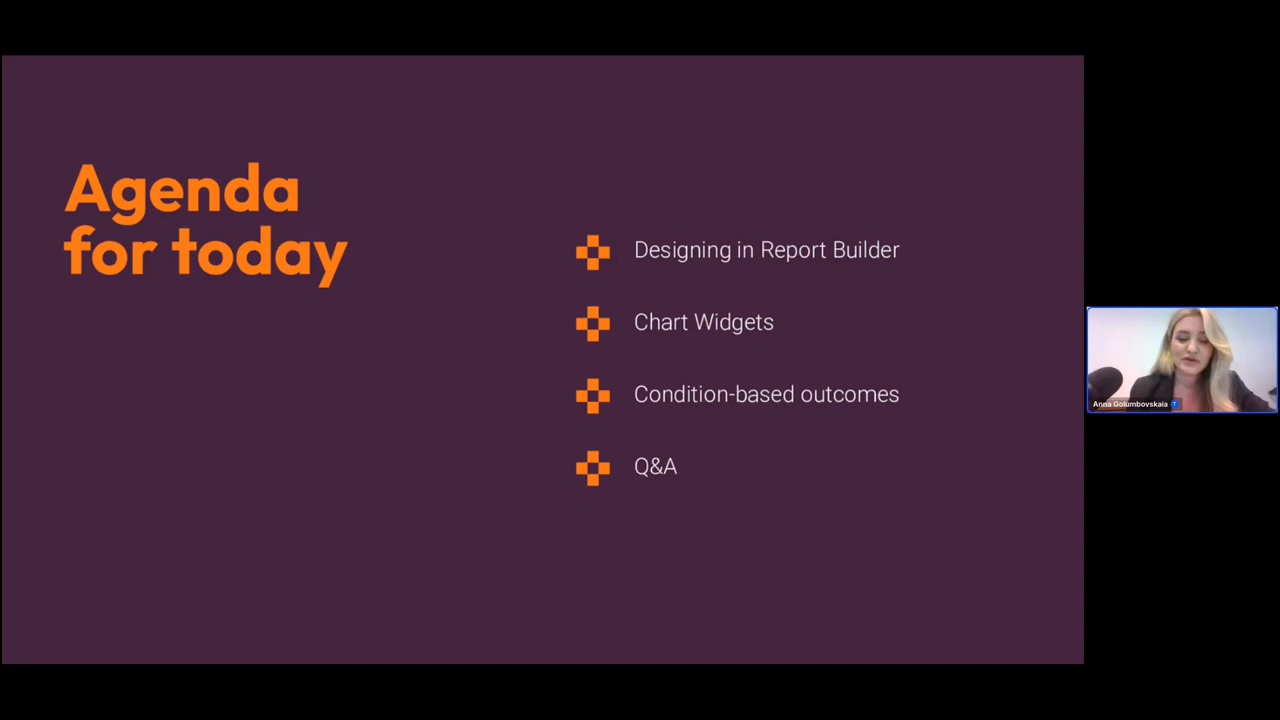 Agenda
for today
Designing in Report Builder
Chart Widgets
Condition-based outcomes
Q&A
Anna Golumbovskaia